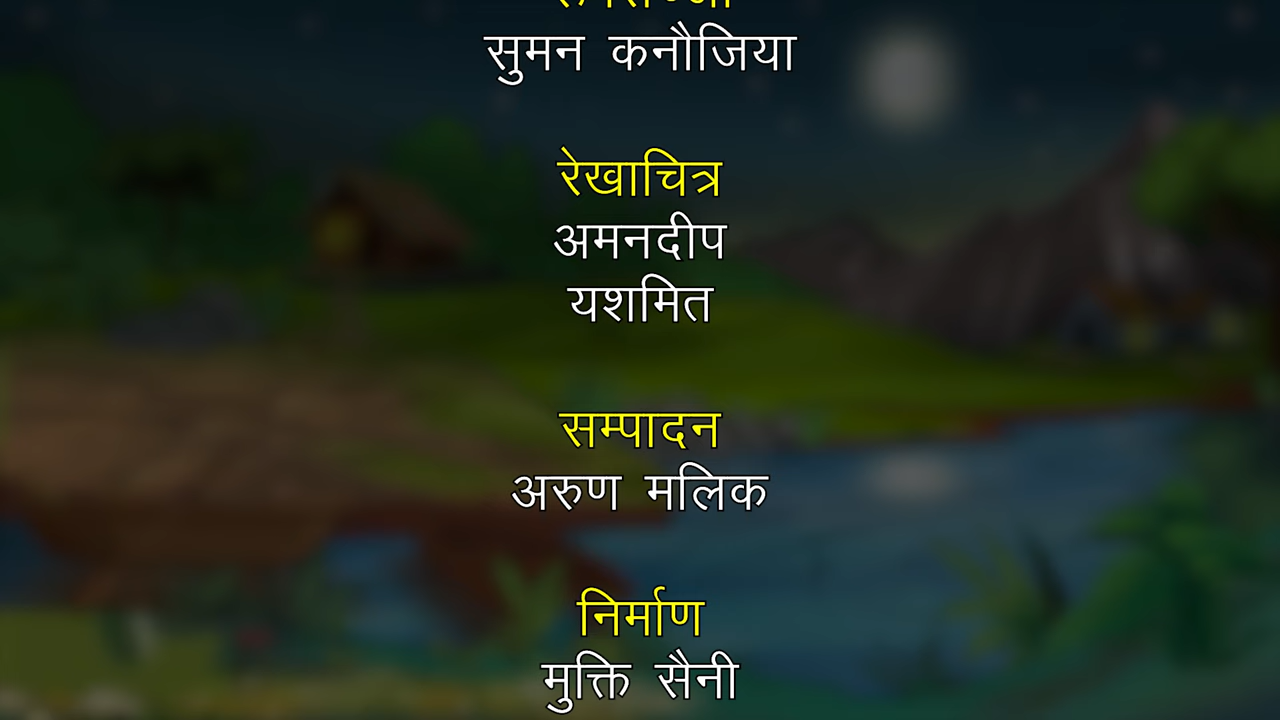 सुमन कनौजिया
रेखाचित्र
अमनदीप
यशमित
सम्पादन
अरुण मलिक
निर्माण
मुक्ति सैनी